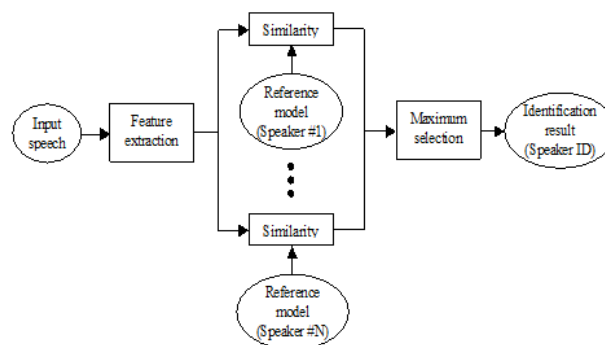 Similarity
Input
speech
Feature
extraction
Reference
model
(Speaker #1)
Maximum
selection
Identification
result
(Speaker ID)
Similarity
Reference
model
(Speaker #N)